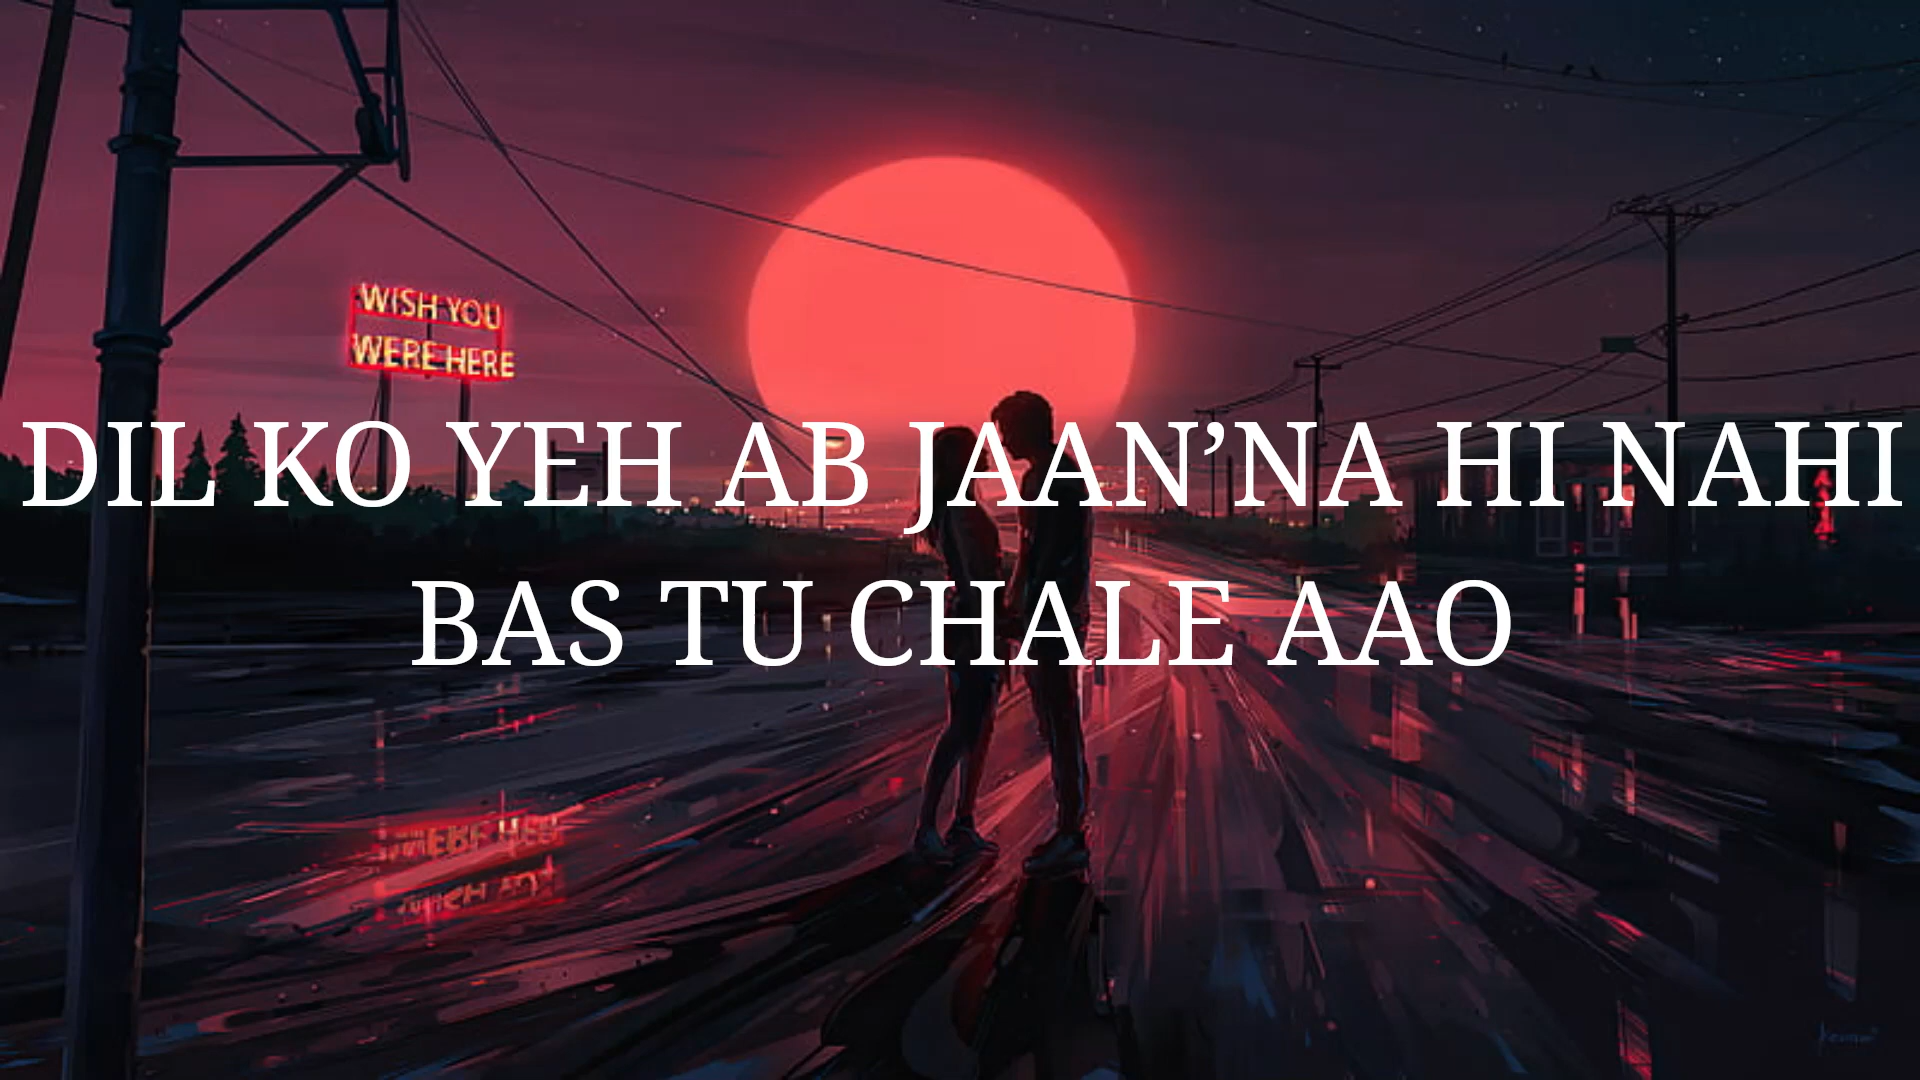 WISH YOU
WERE HERE
DIL KO YEH AB JAAN’NA HI NAHI
BAS TU CHALE AAO